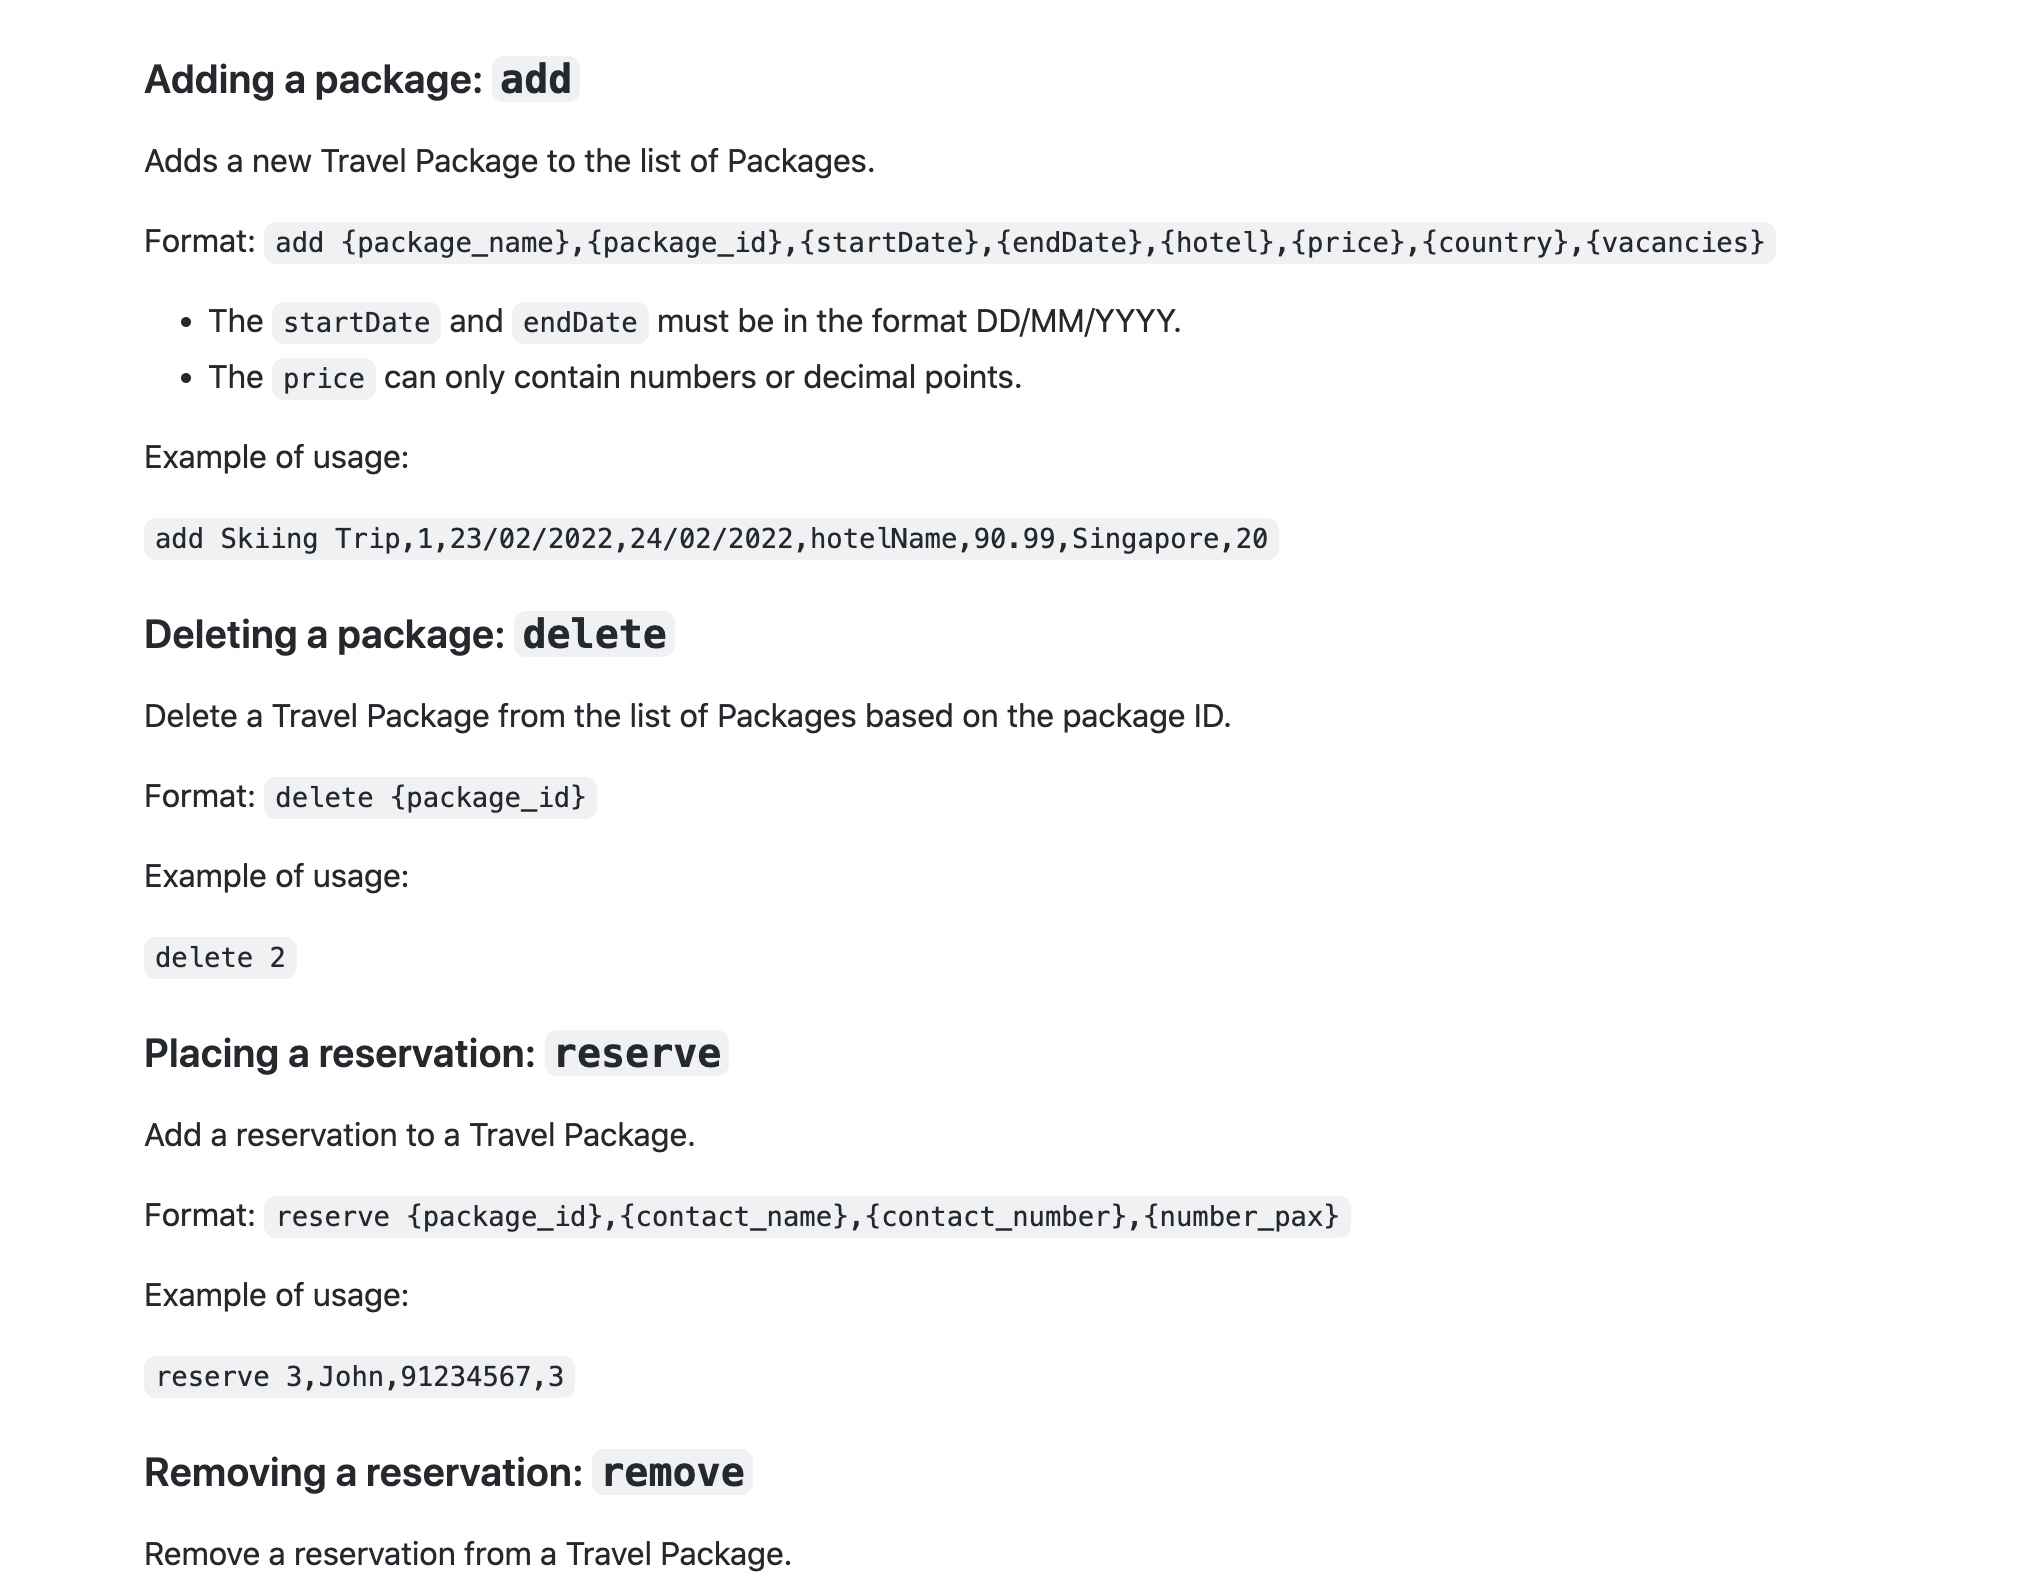 Adding a package: add
Adds a new Travel Package to the list of Packages.
Format: add {package_name},{package_id},{startDate},{endDate},{hotel},{price},{country},{vacancies}
• The startDate and endDate must be in the format DD/MM/YYYY.
• The price can only contain numbers or decimal points.
Example of usage:
add Skiing Trip,1,23/02/2022,24/02/2022,hotelName,90.99,Singapore,20
Deleting a package: delete
Delete a Travel Package from the list of Packages based on the package ID.
Format: delete {package_id}
Example of usage:
delete 2
Placing a reservation: reserve
Add a reservation to a Travel Package.
Format: reserve {package_id},{contact_name},{contact_number},{number_pax}
Example of usage:
reserve 3,John,91234567,3
Removing a reservation: remove
Remove a reservation from a Travel Package.